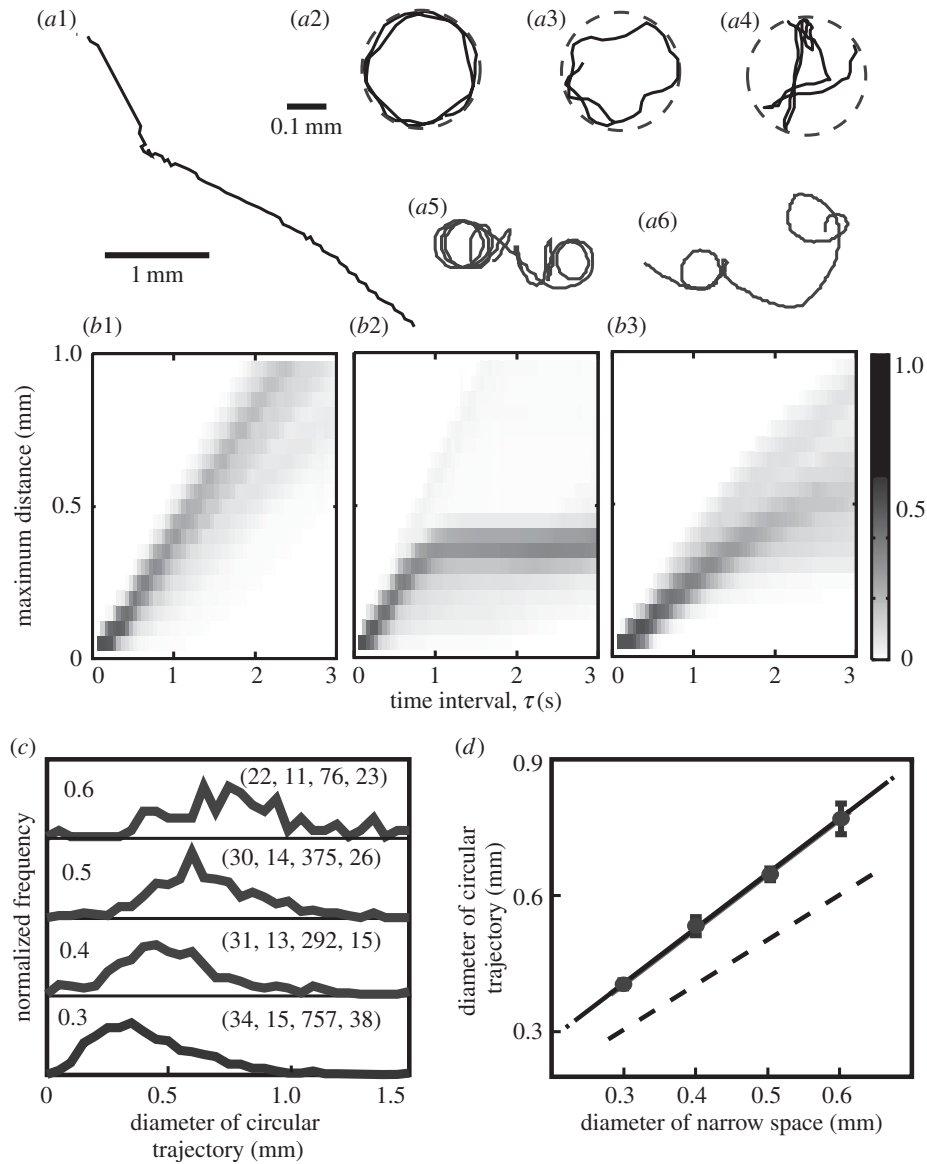 (a1)
(a2)
(a3)
(a4)
0.1 mm
(a5)
(a6)
1 mm
(b1)
(b2)
(b3)
1.0
0.5
0
maximum distance (mm)
0 1 2 3
0 1 2 3
0 1 2 3
time interval, τ (s)
1.0
0.5
0
(c)
normalized frequency
0.6 (22, 11, 76, 23)
0.5 (30, 14, 375, 26)
0.4 (31, 13, 292, 15)
0.3 (34, 15, 757, 38)
0 0.5 1.0 1.5
diameter of circular
trajectory (mm)
(d)
0.9
0.6
0.3
diameter of circular
trajectory (mm)
0.3 0.4 0.5 0.6
diameter of narrow space (mm)